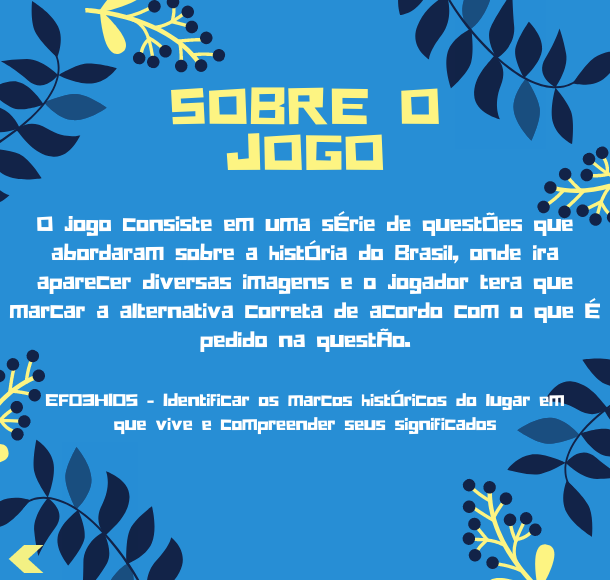 SOBRE O
JOGO
O jogo consiste em uma sÉrie de questÕes que
abordaram sobre a histÓria do Brasil, onde ira
aparecer diversas imagens e o jogador tera que
marcar a alternativa correta de acordo com o que É
pedido na questÃo.
EF03HI05 - Identificar os marcos histÓricos do lugar em
que vive e compreender seus significados